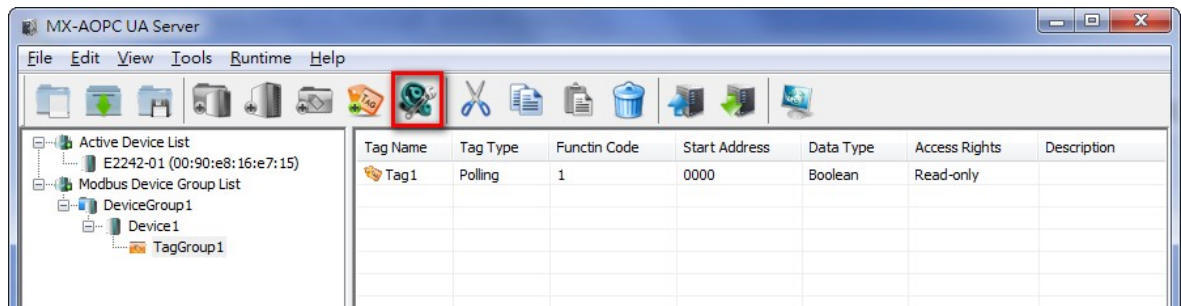 MX-AOPC UA Server
File Edit View Tools Runtime Help
TAG
Active Device List
E2242-01 (00:90:e8:16:e7:15)
Modbus Device Group List
DeviceGroup1
Device1
TagGroup1
Tag Name Tag Type Functin Code Start Address Data Type Access Rights Description
Tag1 Polling 1 0000 Boolean Read-only